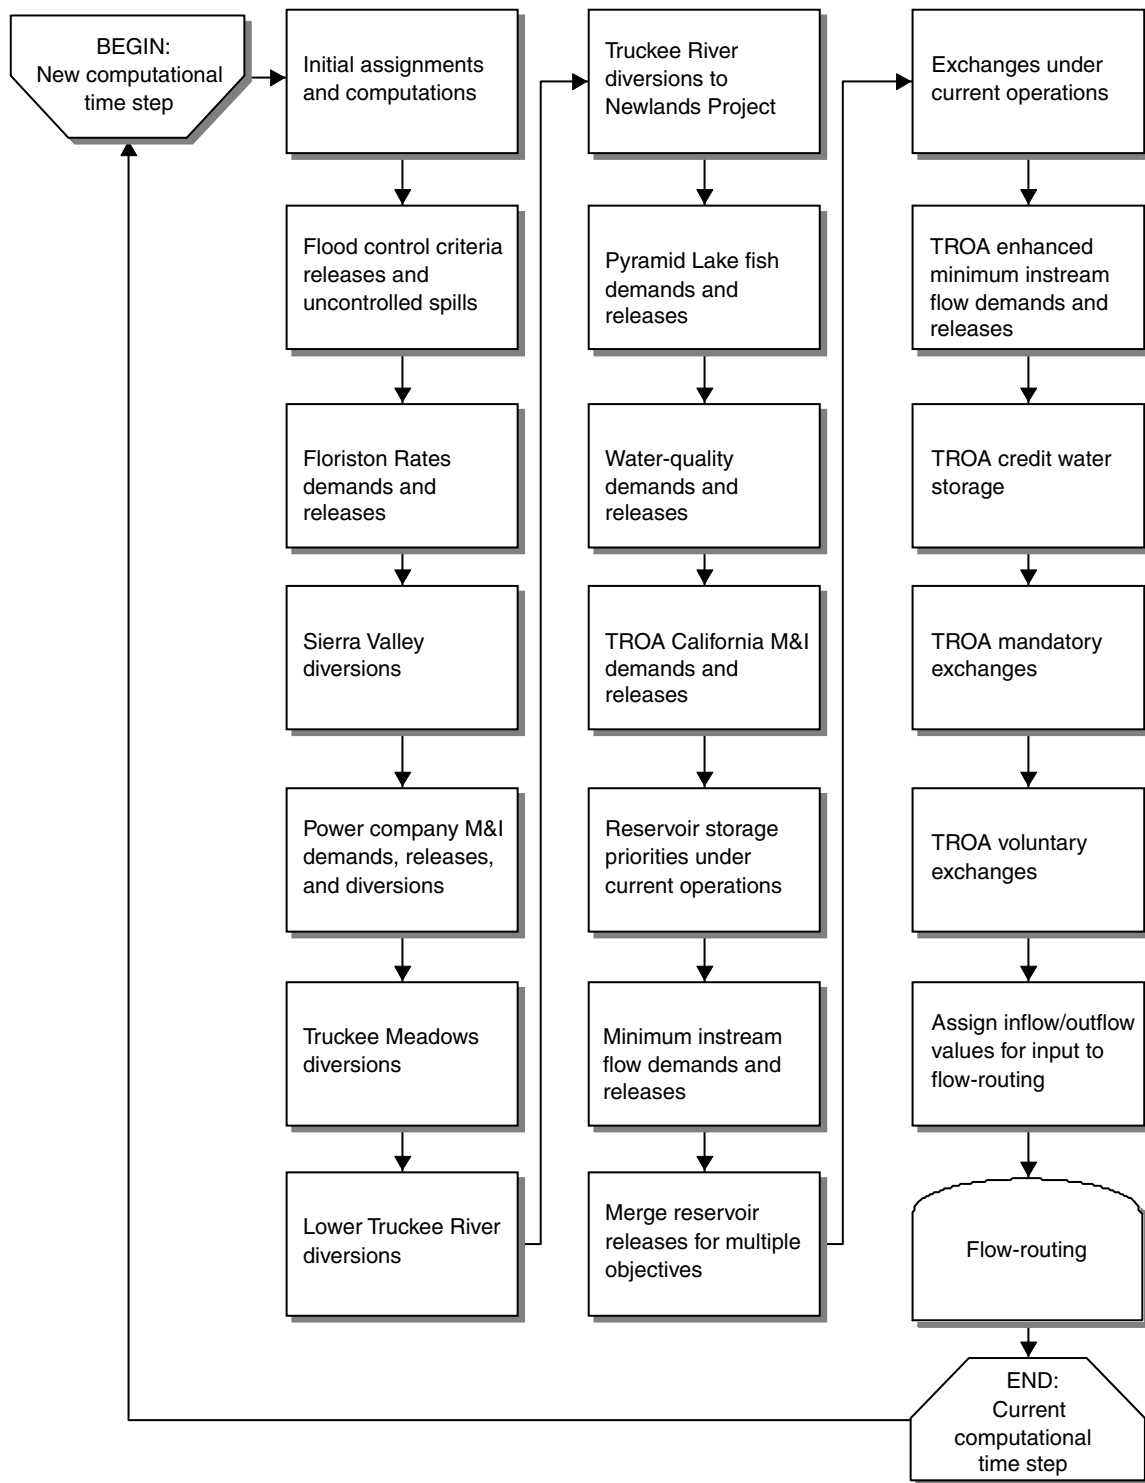 BEGIN:
New computational
time step
Initial assignments
and computations
Flood control criteria
releases and
uncontrolled spills
Floriston Rates
demands and
releases
Sierra Valley
diversions
Power company M&I
demands, releases,
and diversions
Truckee Meadows
diversions
Lower Truckee River
diversions
Truckee River
diversions to
Newlands Project
Pyramid Lake fish
demands and
releases
Water-quality
demands and
releases
TROA California M&I
demands and
releases
Reservoir storage
priorities under
current operations
Minimum instream
flow demands and
releases
Merge reservoir
releases for multiple
objectives
Exchanges under
current operations
TROA enhanced
minimum instream
flow demands and
releases
TROA credit water
storage
TROA mandatory
exchanges
TROA voluntary
exchanges
Assign inflow/outflow
values for input to
flow-routing
Flow-routing
END:
Current
computational
time step